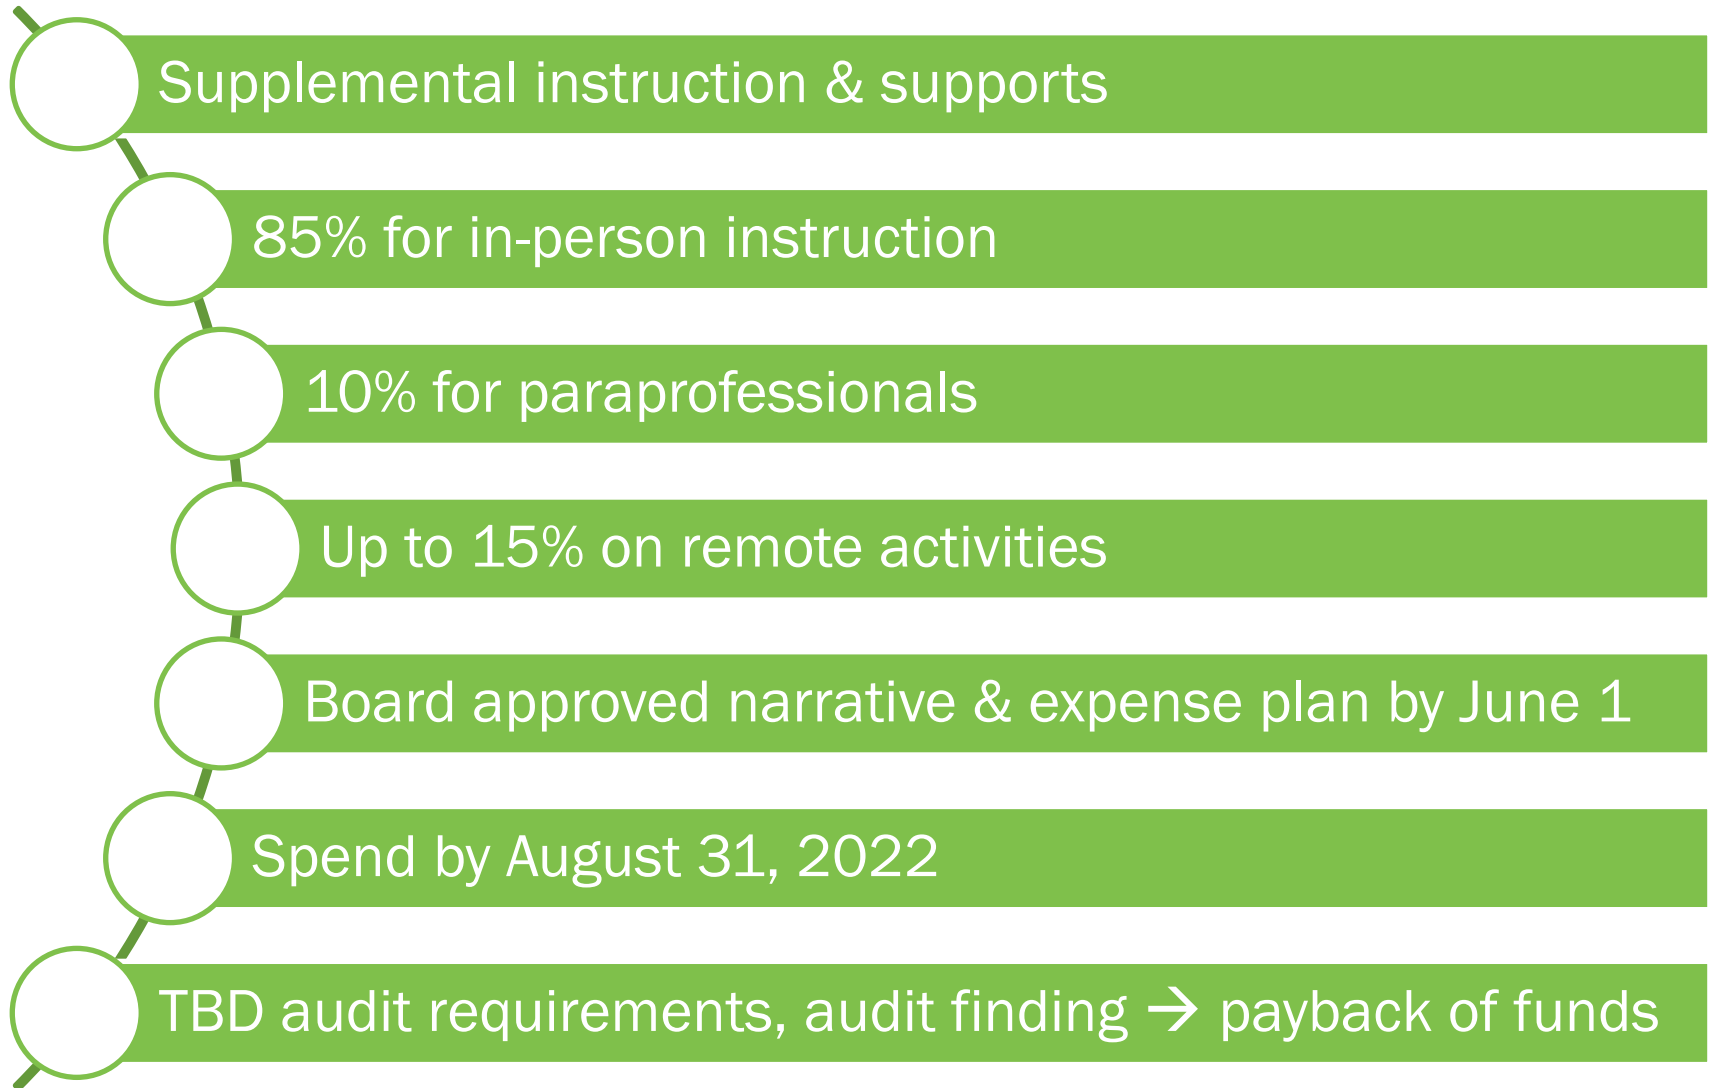 Supplemental instruction & supports
85% for in-person instruction
10% for paraprofessionals
Up to 15% on remote activities
Board approved narrative & expense plan by June 1
Spend by August 31, 2022
TBD audit requirements, audit finding → payback of funds